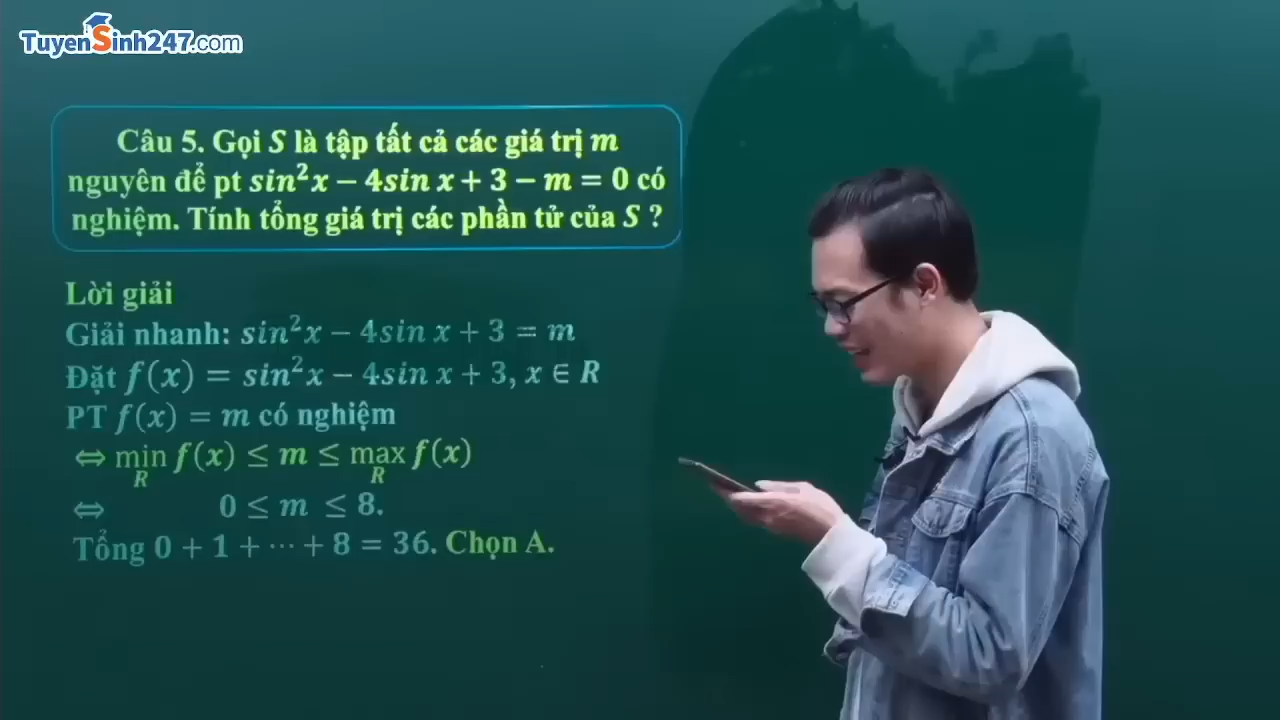 TuyenSinh247.com
Câu 5. Gọi S là tập tất cả các giá trị m
nguyên để pt sin²x − 4sin x + 3 − m = 0 có
nghiệm. Tính tổng giá trị các phần tử của S ?
Lời giải
Giải nhanh: sin²x − 4sin x + 3 = m
Đặt f(x) = sin²x − 4sin x + 3, x ∈ R
PT f(x) = m có nghiệm
⇔ min f(x) ≤ m ≤ max f(x)
R R
⇔ 0 ≤ m ≤ 8.
Tổng 0 + 1 + ⋯ + 8 = 36. Chọn A.